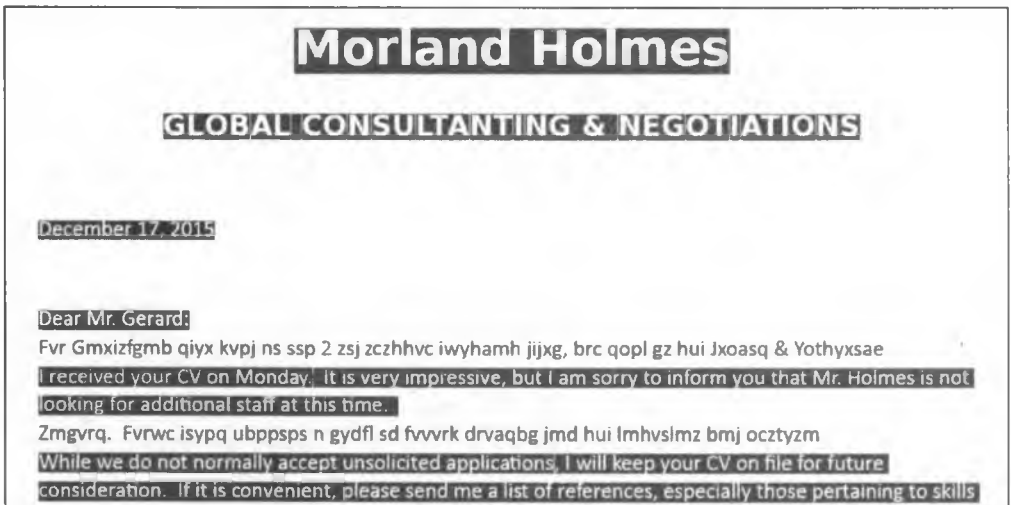 Morland Holmes
GLOBAL CONSULTANTING & NEGOTIATIONS
December 17, 2015
Dear Mr. Gerard:
Fvr Gmxizfgmb qiyx kvpj ns ssp 2 zsj zczhhvc iwyhamh jijxg, brc qopl gz hui Jxoasq & Yothyxsae
I received your CV on Monday. It is very impressive, but I am sorry to inform you that Mr. Holmes is not
looking for additional staff at this time.
Zmgvrq. Fvrwc isypq ubppsps n gydfl sd fvvvrk drvaqbg jmd hui lmhvslmz bmj ocztyzm
While we do not normally accept unsolicited applications, I will keep your CV on file for future
consideration. If it is convenient, please send me a list of references, especially those pertaining to skills